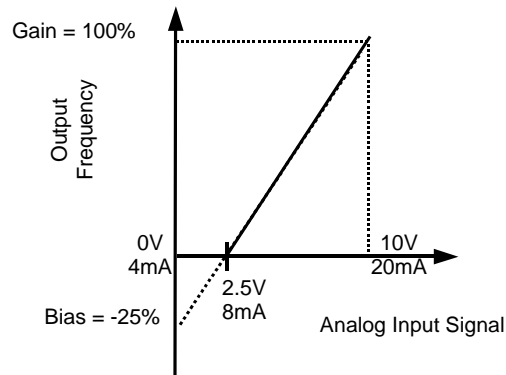 Gain = 100%
Output
Frequency
0V
4mA
10V
20mA
2.5V
8mA
Bias = -25%
Analog Input Signal